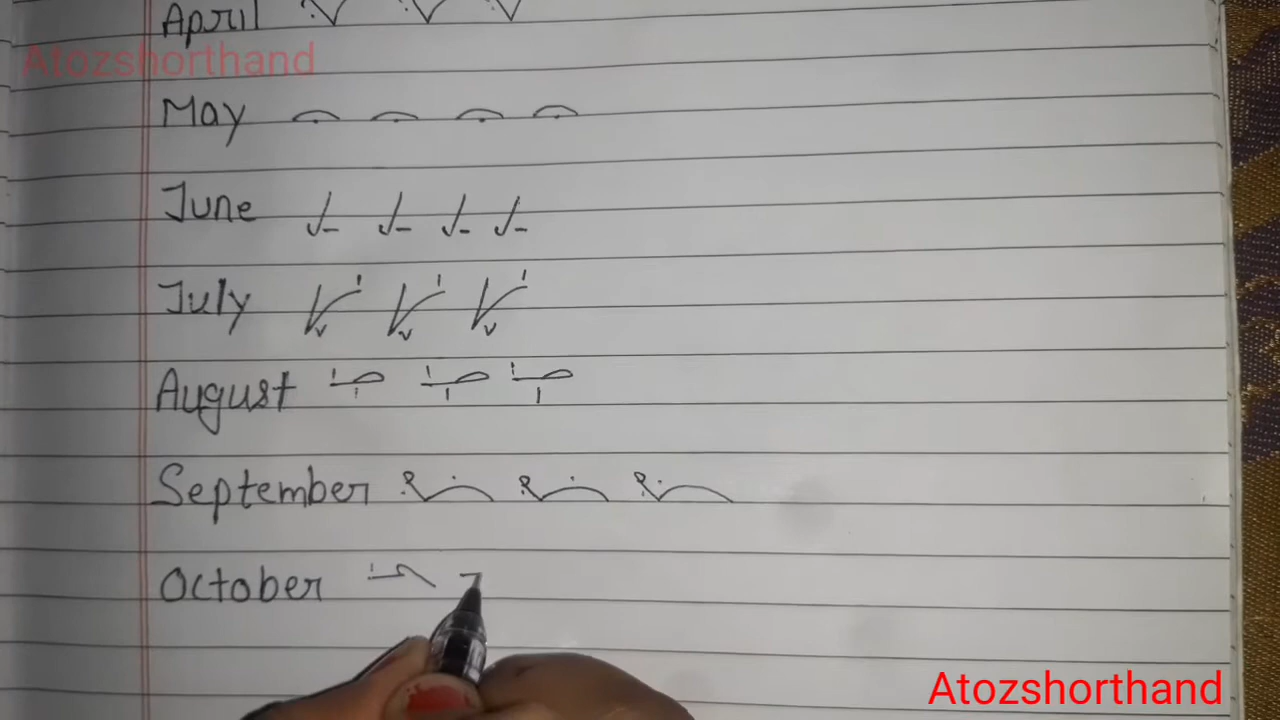 April
Atozshorthand
May
June
July
August
September
October
Atozshorthand